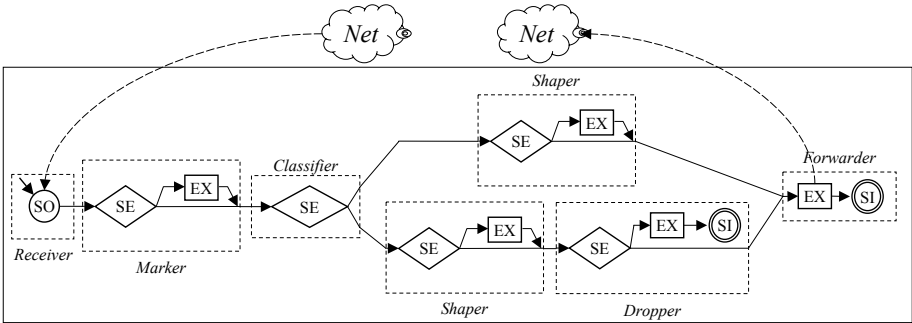 Net
Net
Shaper
EX
SE
Classifier
Forwarder
EX
SE
SE
SO
EX
SI
Receiver
Marker
EX
SE
EX
SI
SE
Shaper
Dropper